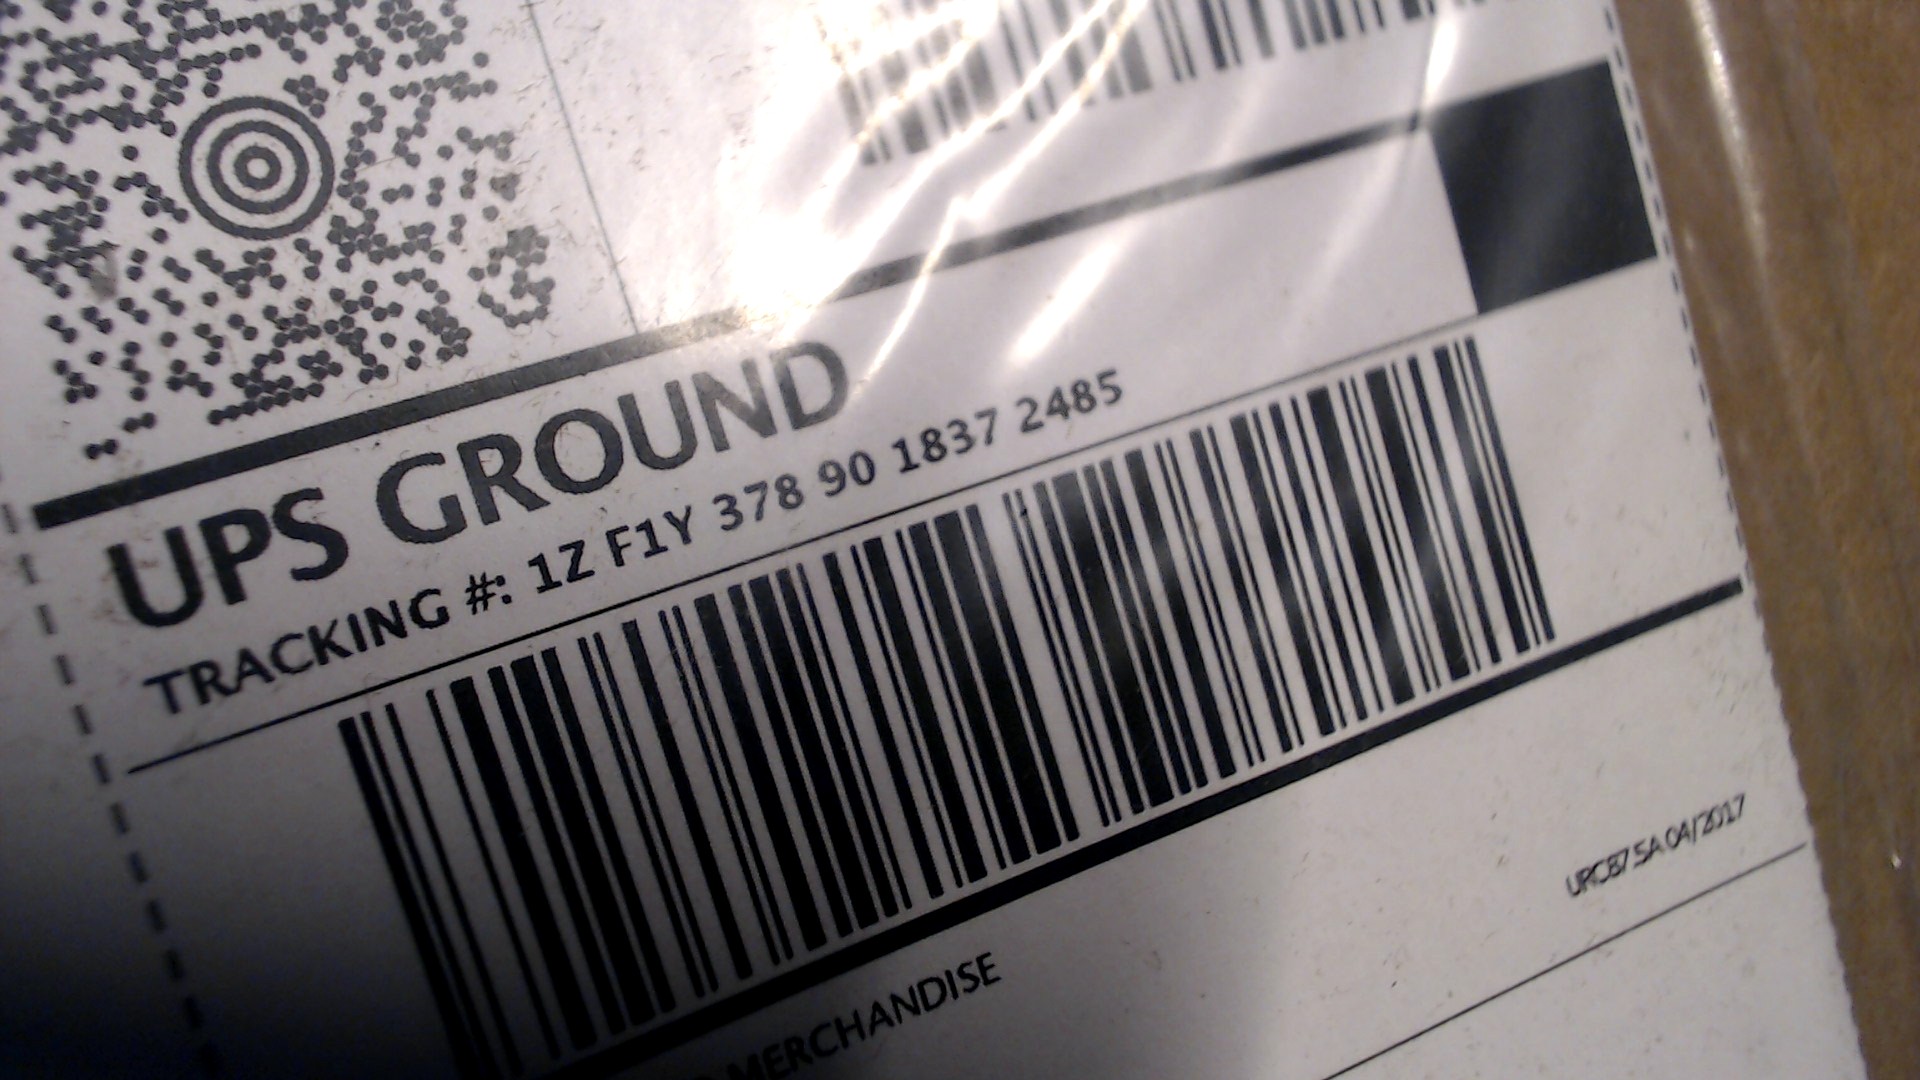 UPS GROUND
TRACKING #: 1Z F1Y 378 90 1837 2485
MERCHANDISE
URC87.5A 04/2017